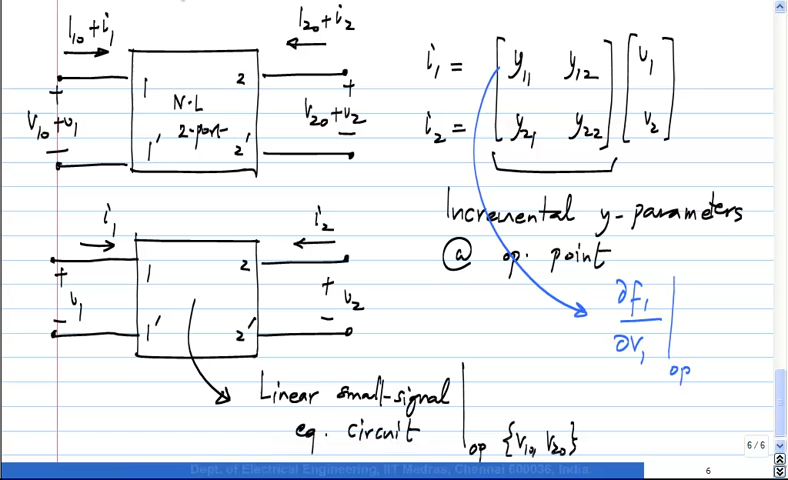 I10+i1
I20+i2
+
V10+v1
−
1
1'
N·L
2-port
2
2'
+
V20+v2
−
i1 = [ y11 y12 ] [ v1 ]
i2 = [ y21 y22 ] [ v2 ]
Incremental y-parameters
@ op. point
∂f1
∂V1 |op
i1
i2
+
v1
−
1
1'
2
2'
+
v2
−
Linear small-signal
eq. circuit |op {V10, V20}
6/6
Dept. of Electrical Engineering, IIT Madras, Chennai 600036, India.
6